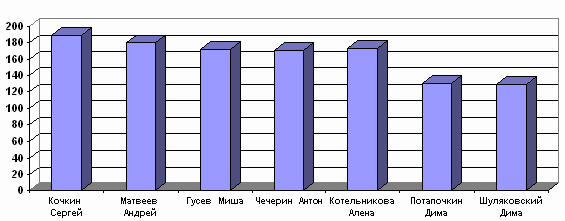 200
180
160
140
120
100
80
60
40
20
0
Кочкин Сергей
Матвеев Андрей
Гусев Миша
Чечерин Антон
Котельникова Алена
Потапочкин Дима
Шуляковский Дима